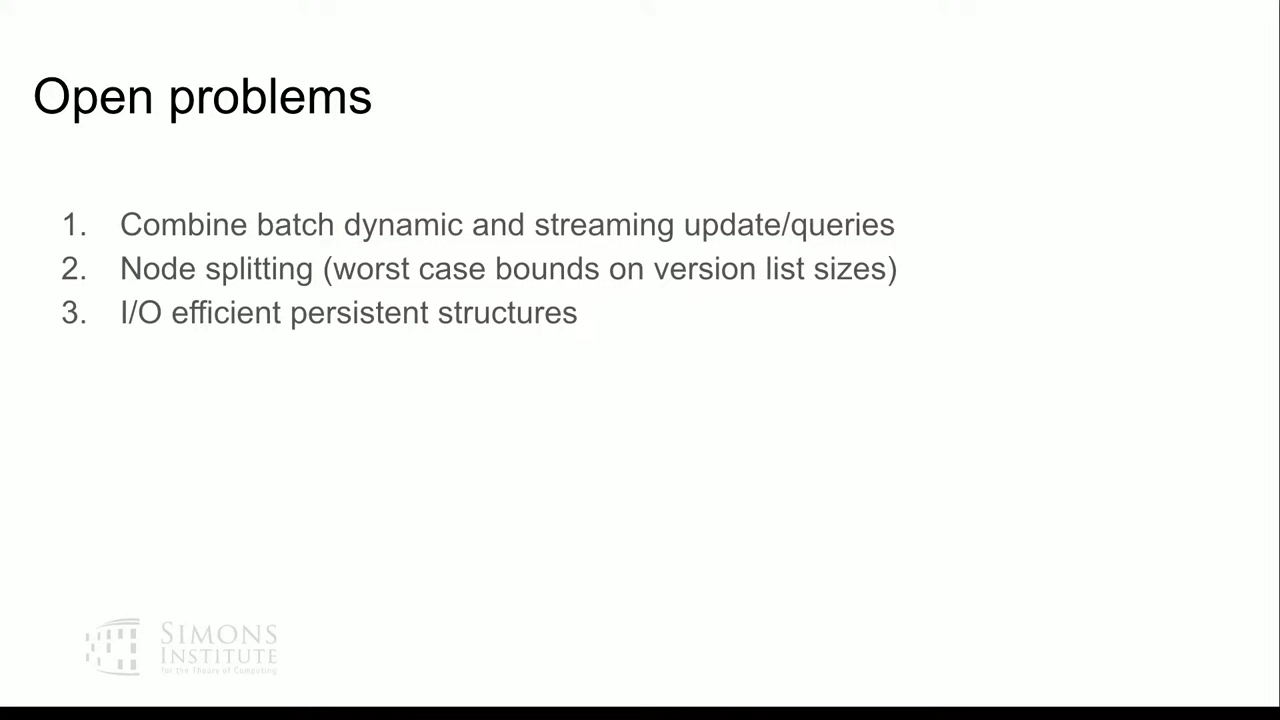 Open problems
1. Combine batch dynamic and streaming update/queries
2. Node splitting (worst case bounds on version list sizes)
3. I/O efficient persistent structures
SIMONS
INSTITUTE
for the Theory of Computing